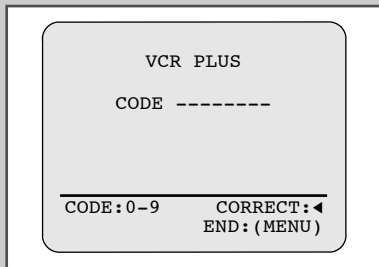 VCR PLUS
CODE --------
CODE:0-9 CORRECT:◀
END:(MENU)